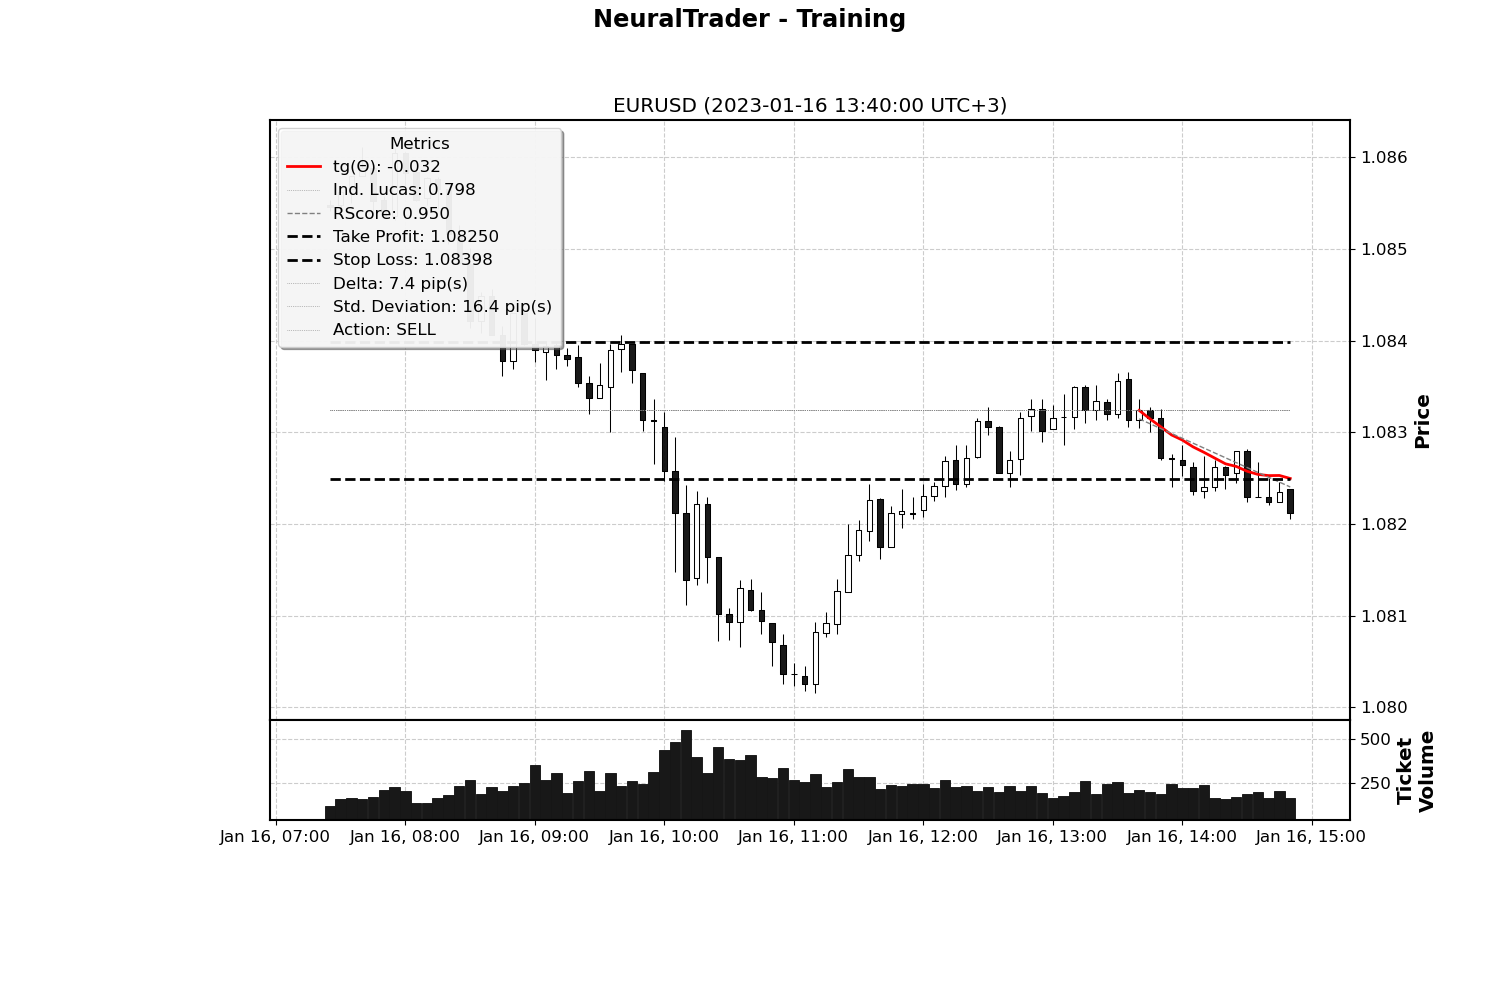 NeuralTrader - Training
EURUSD (2023-01-16 13:40:00 UTC+3)
Metrics
tg(Θ): -0.032
Ind. Lucas: 0.798
RScore: 0.950
Take Profit: 1.08250
Stop Loss: 1.08398
Delta: 7.4 pip(s)
Std. Deviation: 16.4 pip(s)
Action: SELL
1.086
1.085
1.084
1.083
1.082
1.081
1.080
Price
500
250
Ticket
Volume
Jan 16, 07:00
Jan 16, 08:00
Jan 16, 09:00
Jan 16, 10:00
Jan 16, 11:00
Jan 16, 12:00
Jan 16, 13:00
Jan 16, 14:00
Jan 16, 15:00